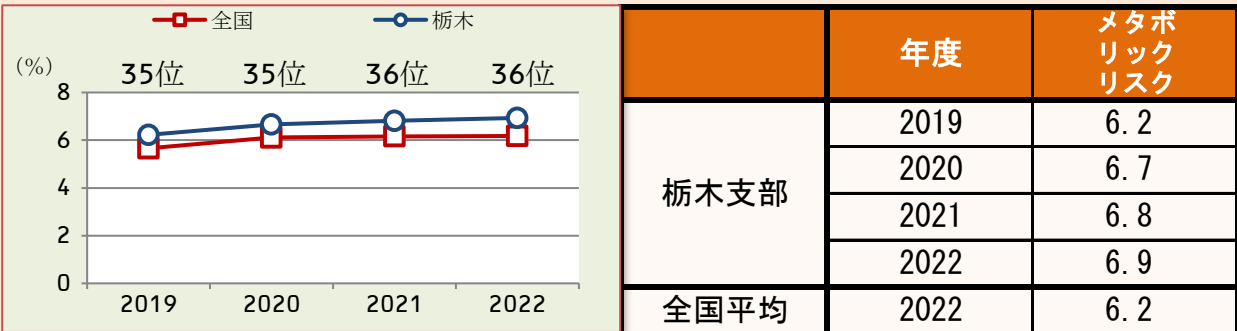 全国 栃木
(%)
35位 35位 36位 36位
8
6
4
2
0
2019 2020 2021 2022
年度
メタボ
リック
リスク
栃木支部
2019 6.2
2020 6.7
2021 6.8
2022 6.9
全国平均 2022 6.2